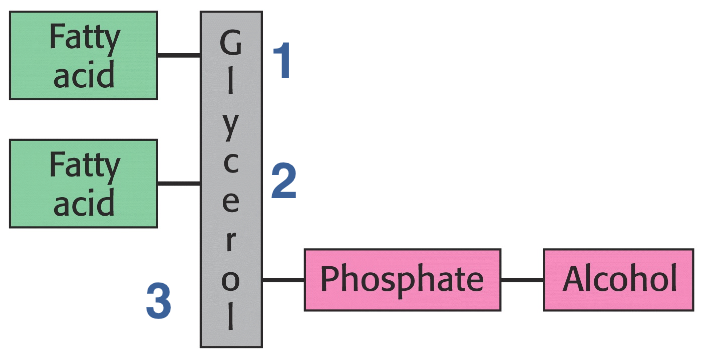 Fatty
acid
Glycerol
1
Fatty
acid
2
Phosphate
Alcohol
3